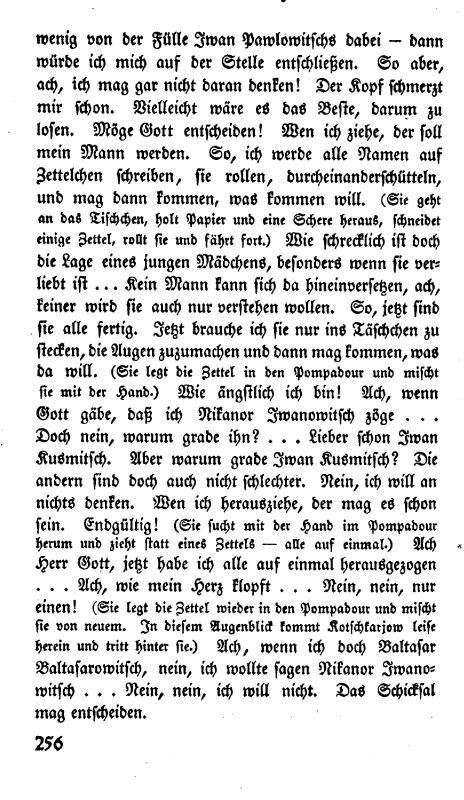 wenig von der Fülle Iwan Pawlowitschs dabei — dann
würde ich mich auf der Stelle entschließen. So aber,
ach, ich mag gar nicht daran denken! Der Kopf schmerzt
mir schon. Vielleicht wäre es das Beste, darum zu
losen. Möge Gott entscheiden! Wen ich ziehe, der soll
mein Mann werden. So, ich werde alle Namen auf
Zettelchen schreiben, sie rollen, durcheinanderschütteln,
und mag dann kommen, was kommen will. (Sie geht
an das Tischchen, holt Papier und eine Schere heraus, schneidet
einige Zettel, rollt sie und fährt fort.) Wie schrecklich ist doch
die Lage eines jungen Mädchens, besonders wenn sie ver-
liebt ist ... Kein Mann kann sich da hineinversetzen, ach,
keiner wird sie auch nur verstehen wollen. So, jetzt sind
sie alle fertig. Jetzt brauche ich sie nur ins Täschchen zu
stecken, die Augen zuzumachen und dann mag kommen, was
da will. (Sie legt die Zettel in den Pompadour und mischt
sie mit der Hand.) Wie ängstlich ich bin! Ach, wenn
Gott gäbe, daß ich Nikanor Iwanowitsch zöge . . .
Doch nein, warum grade ihn? . . . Lieber schon Iwan
Kusmitsch. Aber warum grade Iwan Kusmitsch? Die
andern sind doch auch nicht schlechter. Nein, ich will an
nichts denken. Wen ich herausziehe, der mag es schon
sein. Endgültig! (Sie sucht mit der Hand im Pompadour
herum und zieht statt eines Zettels — alle auf einmal.) Ach
Herr Gott, jetzt habe ich alle auf einmal herausgezogen
. . . Ach, wie mein Herz klopft . . . Nein, nein, nur
einen! (Sie legt die Zettel wieder in den Pompadour und mischt
sie von neuem. In diesem Augenblick kommt Kotschkarjow leise
herein und tritt hinter sie.) Ach, wenn ich doch Baltasar
Baltasarowitsch, nein, ich wollte sagen Nikanor Iwano-
witsch . . . Nein, nein, ich will nicht. Das Schicksal
mag entscheiden.
256